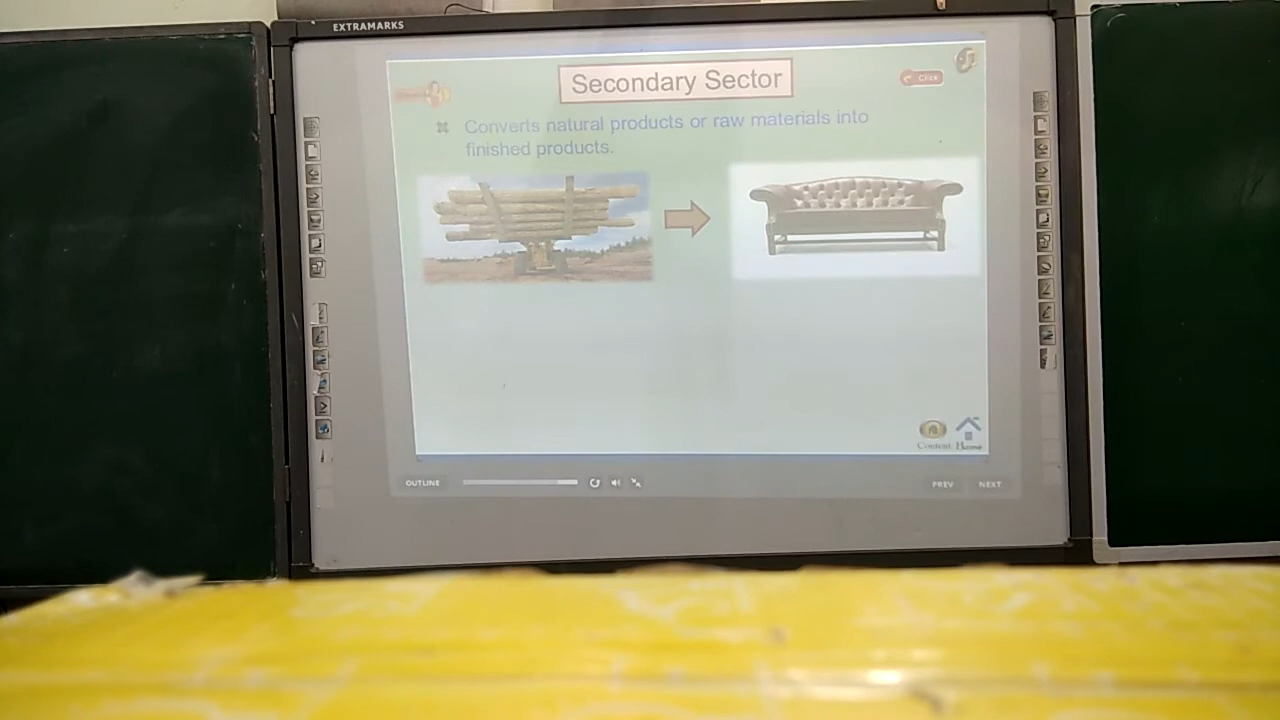 EXTRAMARKS
Secondary Sector
Click
Converts natural products or raw materials into
finished products.
Content Home
OUTLINE
PREV NEXT